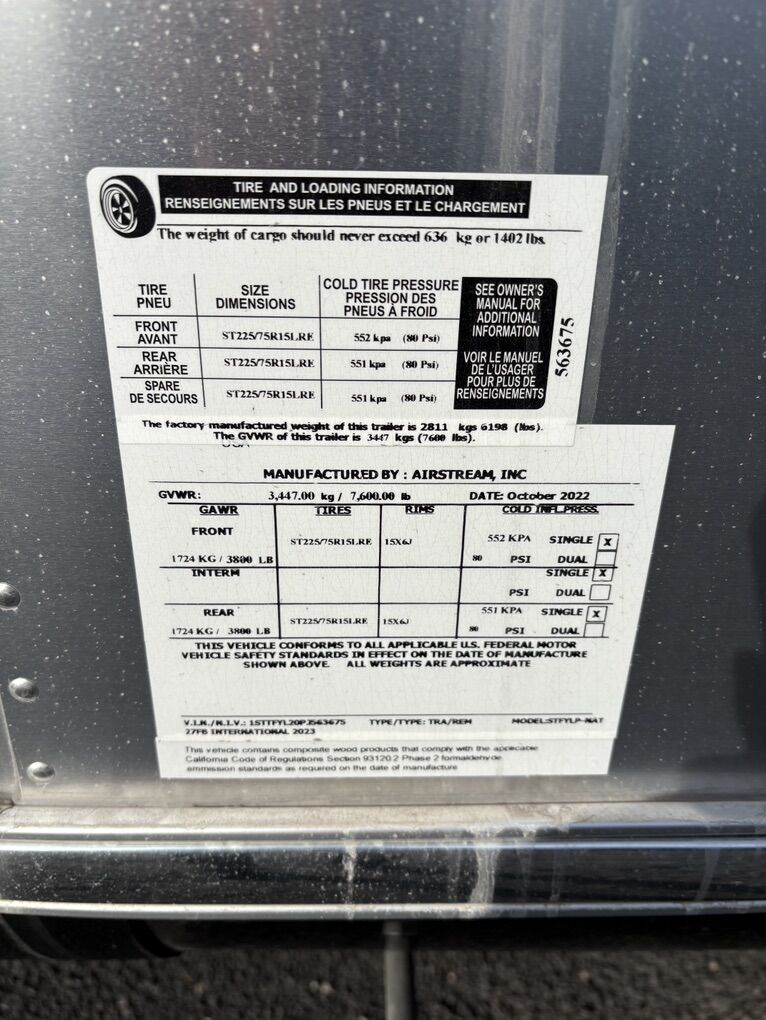 TIRE AND LOADING INFORMATION
RENSEIGNEMENTS SUR LES PNEUS ET LE CHARGEMENT
The weight of cargo should never exceed 636 kg or 1402 lbs.
TIRE PNEU SIZE DIMENSIONS COLD TIRE PRESSURE PRESSION DES PNEUS À FROID
FRONT AVANT ST225/75R15LRE 552 kpa (80 Psi)
REAR ARRIÈRE ST225/75R15LRE 551 kpa (80 Psi)
SPARE DE SECOURS ST225/75R15LRE 551 kpa (80 Psi)
SEE OWNER'S
MANUAL FOR
ADDITIONAL
INFORMATION
VOIR LE MANUEL
DE L'USAGER
POUR PLUS DE
RENSEIGNEMENTS
563675
The factory manufactured weight of this trailer is 2811 kgs 6198 (lbs).
The GVWR of this trailer is 3447 kgs (7600 lbs).
MANUFACTURED BY : AIRSTREAM, INC
GVWR: 3,447.00 kg / 7,600.00 lb DATE: October 2022
GAWR TIRES RIMS COLD INFL.PRESS.
FRONT
ST225/75R15LRE 15X6J 552 KPA SINGLE X
1724 KG / 3800 LB 80 PSI DUAL
INTERM SINGLE X
PSI DUAL
REAR ST225/75R15LRE 15X6J 551 KPA SINGLE X
1724 KG / 3800 LB 80 PSI DUAL
THIS VEHICLE CONFORMS TO ALL APPLICABLE U.S. FEDERAL MOTOR
VEHICLE SAFETY STANDARDS IN EFFECT ON THE DATE OF MANUFACTURE
SHOWN ABOVE. ALL WEIGHTS ARE APPROXIMATE
V.I.N./N.I.V.: 1STTFYL20PJ563675 TYPE/TYPE: TRA/REM MODEL:STFYLP-NAT
27FB INTERNATIONAL 2023
This vehicle contains composite wood products that comply with the applicable
California Code of Regulations Section 93120.2 Phase 2 formaldehyde
emmission standards as required on the date of manufacture